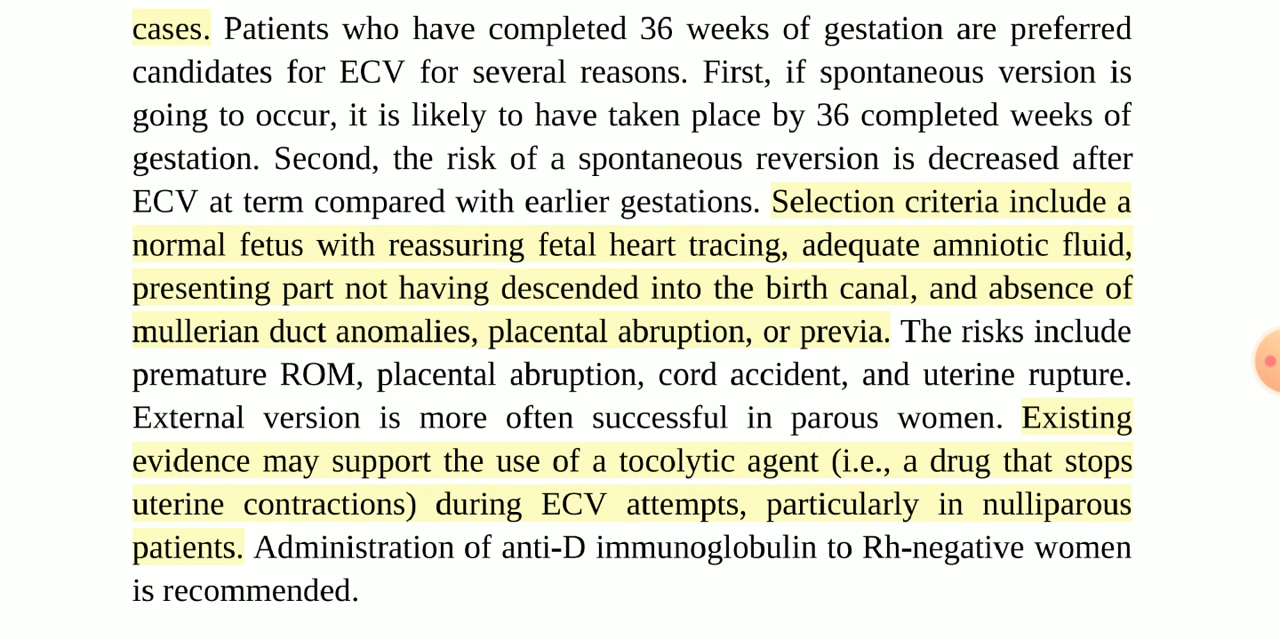 cases. Patients who have completed 36 weeks of gestation are preferred
candidates for ECV for several reasons. First, if spontaneous version is
going to occur, it is likely to have taken place by 36 completed weeks of
gestation. Second, the risk of a spontaneous reversion is decreased after
ECV at term compared with earlier gestations. Selection criteria include a
normal fetus with reassuring fetal heart tracing, adequate amniotic fluid,
presenting part not having descended into the birth canal, and absence of
mullerian duct anomalies, placental abruption, or previa. The risks include
premature ROM, placental abruption, cord accident, and uterine rupture.
External version is more often successful in parous women. Existing
evidence may support the use of a tocolytic agent (i.e., a drug that stops
uterine contractions) during ECV attempts, particularly in nulliparous
patients. Administration of anti-D immunoglobulin to Rh-negative women
is recommended.